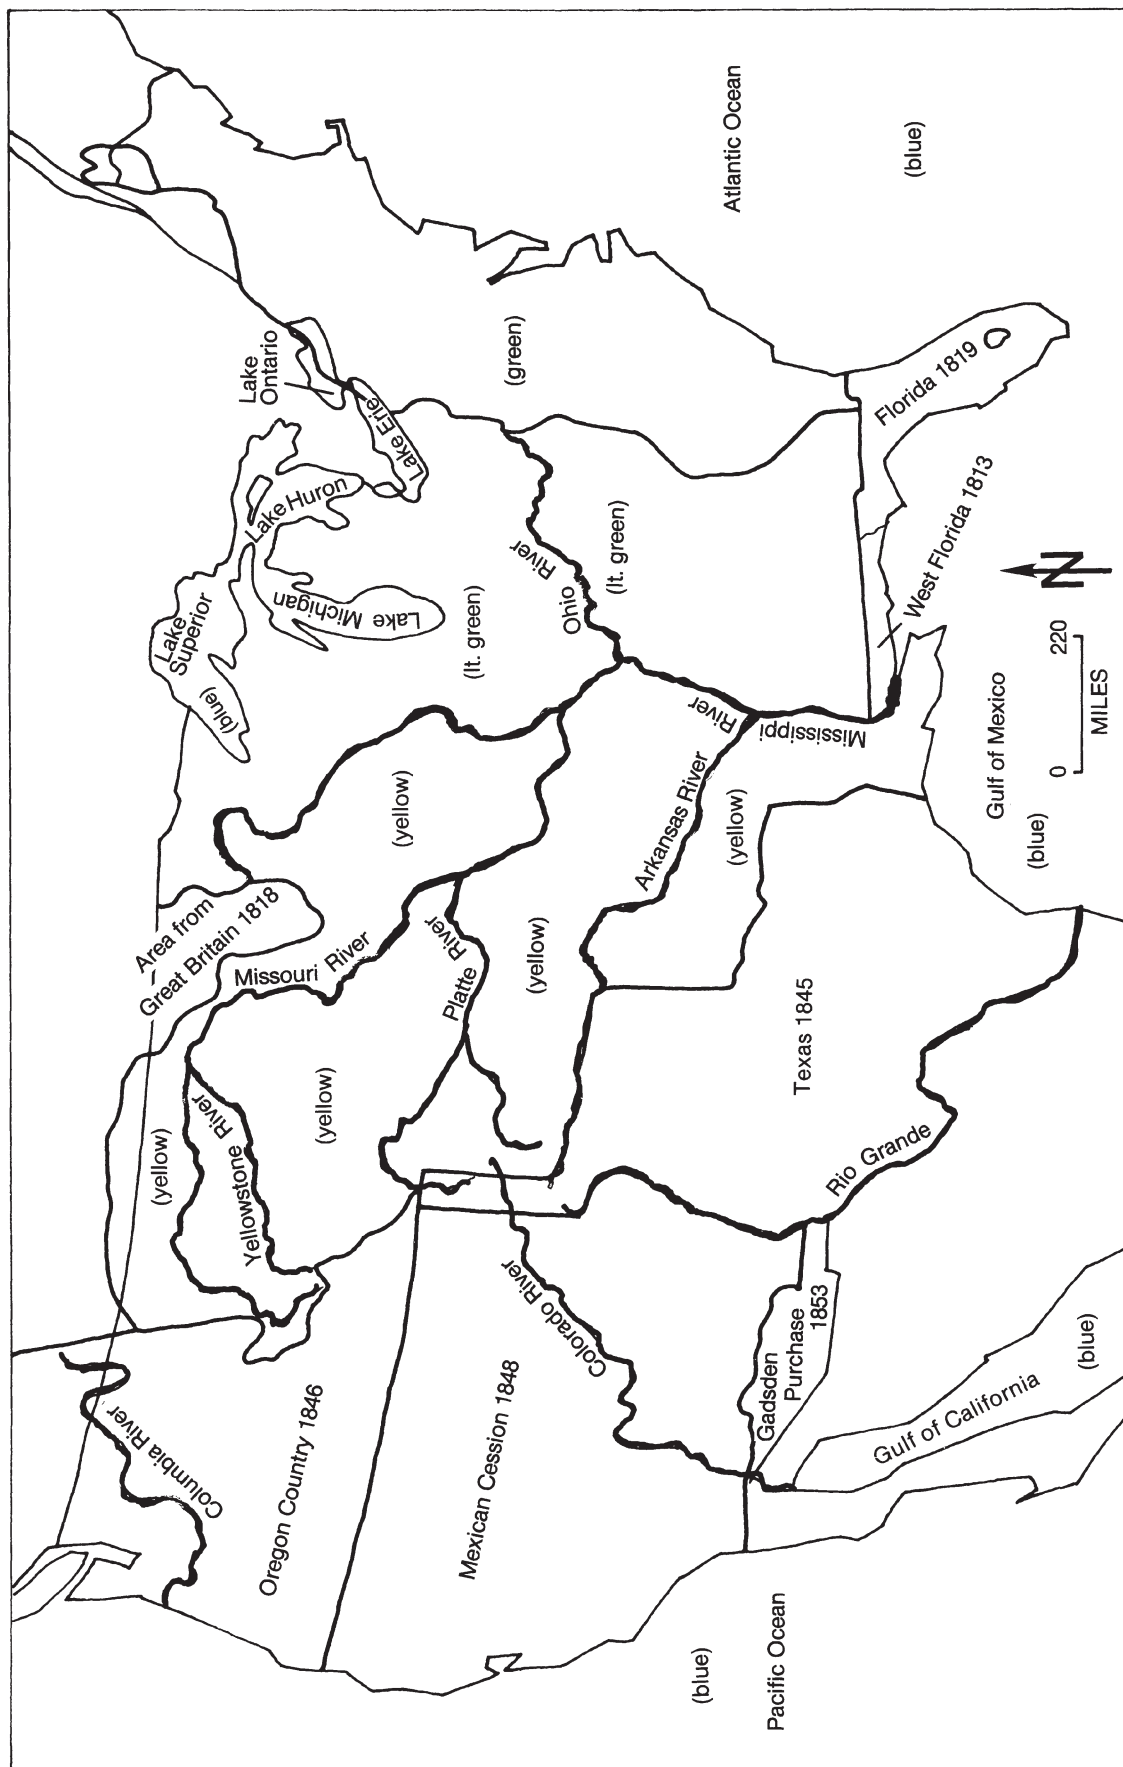 Columbia River
Oregon Country 1846
Mexican Cession 1848
(blue)
Pacific Ocean
Gulf of California
(blue)
Gadsden
Purchase
1853
Colorado River
Rio Grande
Texas 1845
(yellow)
Yellowstone
River
(yellow)
Missouri River
Area from
Great Britain 1818
Platte
River
(yellow)
(yellow)
Arkansas River
(yellow)
Mississippi
River
Gulf of Mexico
(blue)
0 220
MILES
N
Lake
Superior
(blue)
Lake Michigan
Lake Huron
Lake
Ontario
Lake Erie
(lt. green)
Ohio
River
(lt. green)
West Florida 1813
Florida 1819
(green)
Atlantic Ocean
(blue)